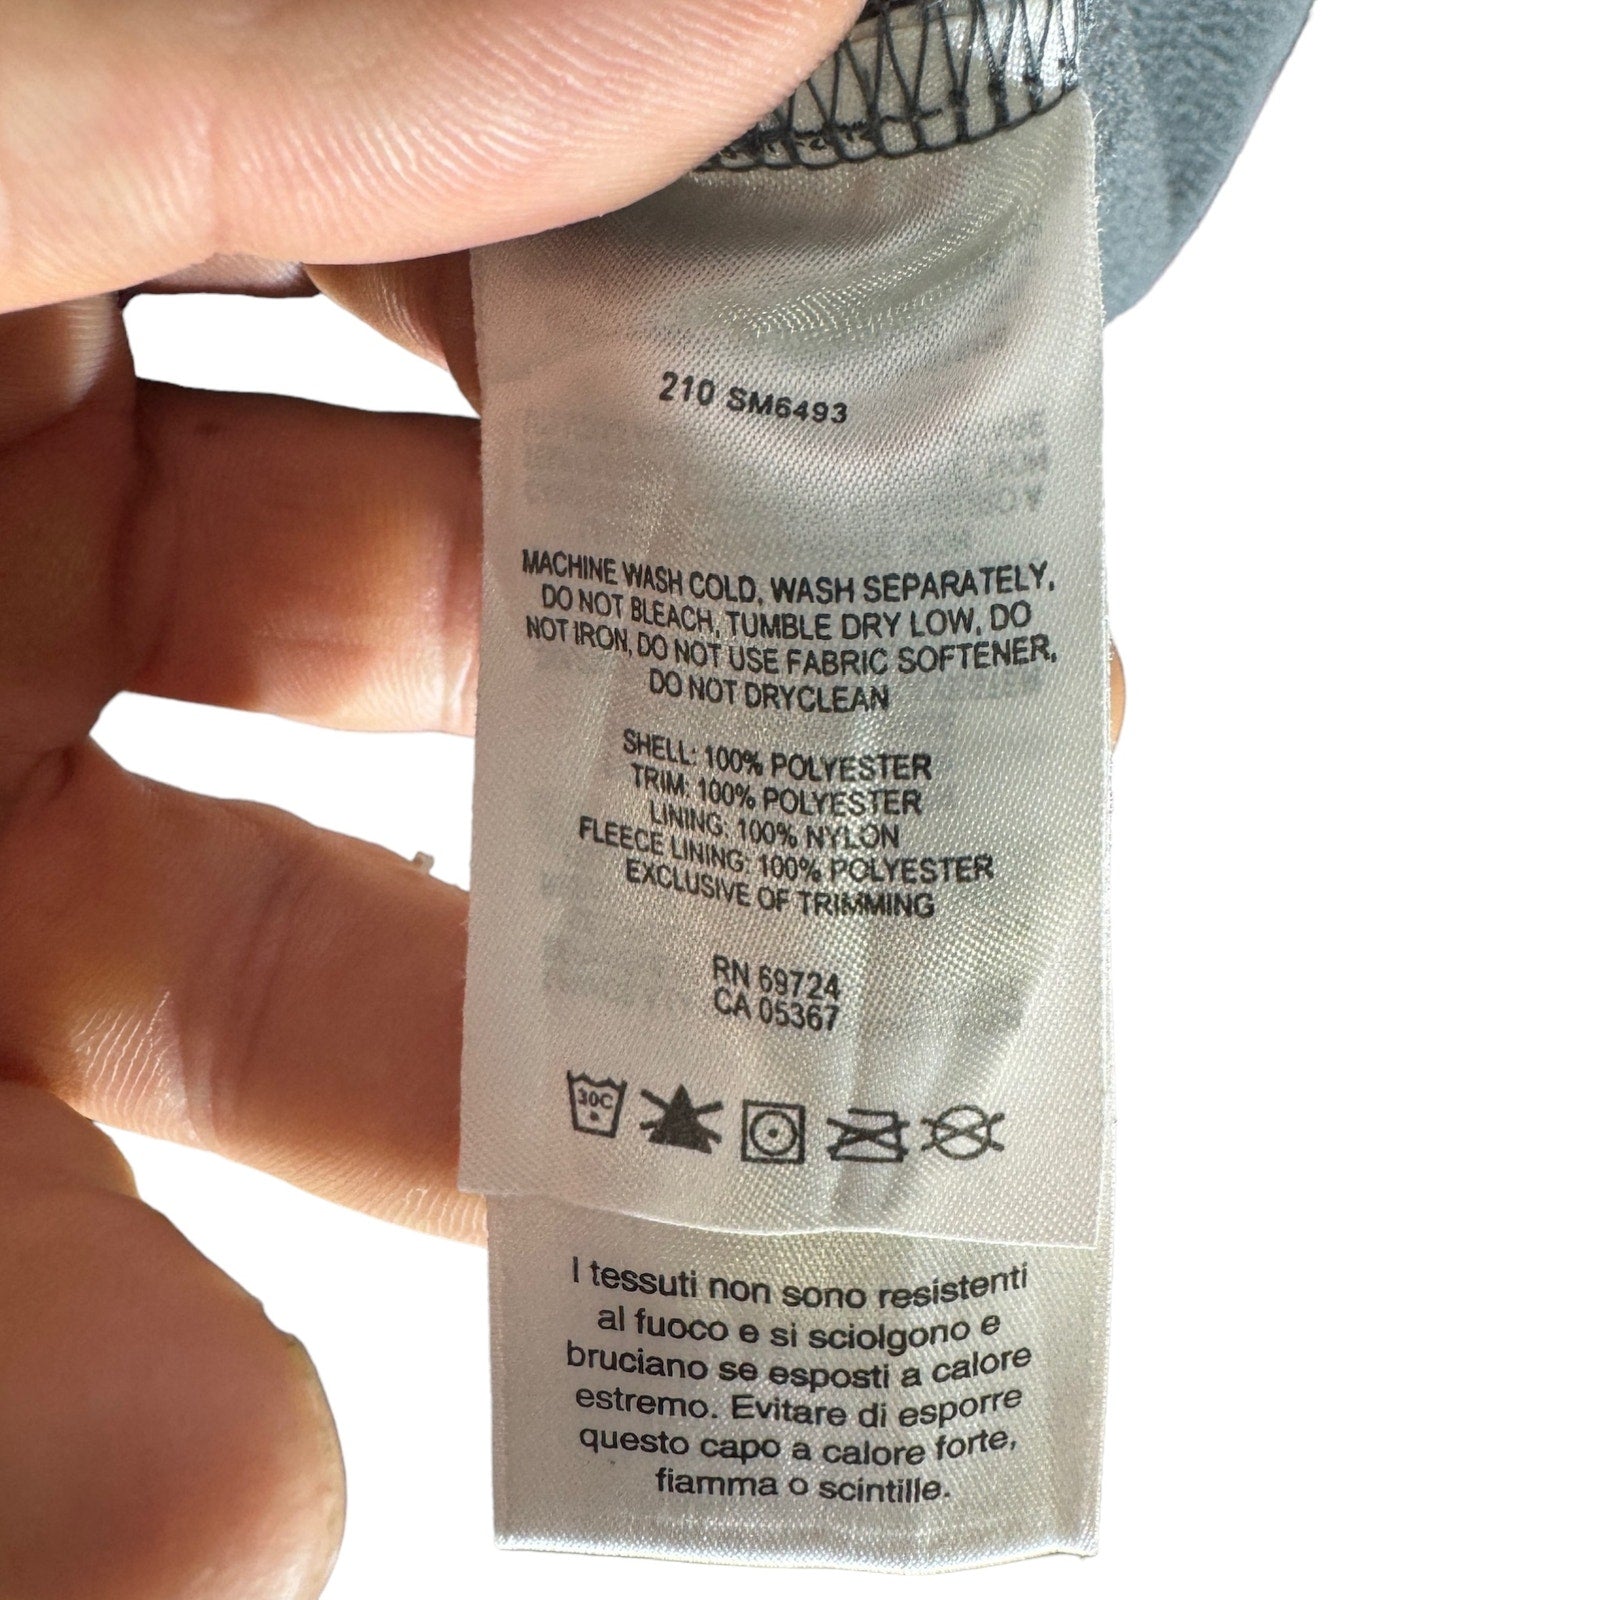 210 SM6493
MACHINE WASH COLD, WASH SEPARATELY,
DO NOT BLEACH, TUMBLE DRY LOW, DO
NOT IRON, DO NOT USE FABRIC SOFTENER,
DO NOT DRYCLEAN
SHELL: 100% POLYESTER
TRIM: 100% POLYESTER
LINING: 100% NYLON
FLEECE LINING: 100% POLYESTER
EXCLUSIVE OF TRIMMING
RN 69724
CA 05367
30C
I tessuti non sono resistenti
al fuoco e si sciolgono e
bruciano se esposti a calore
estremo. Evitare di esporre
questo capo a calore forte,
fiamma o scintille.